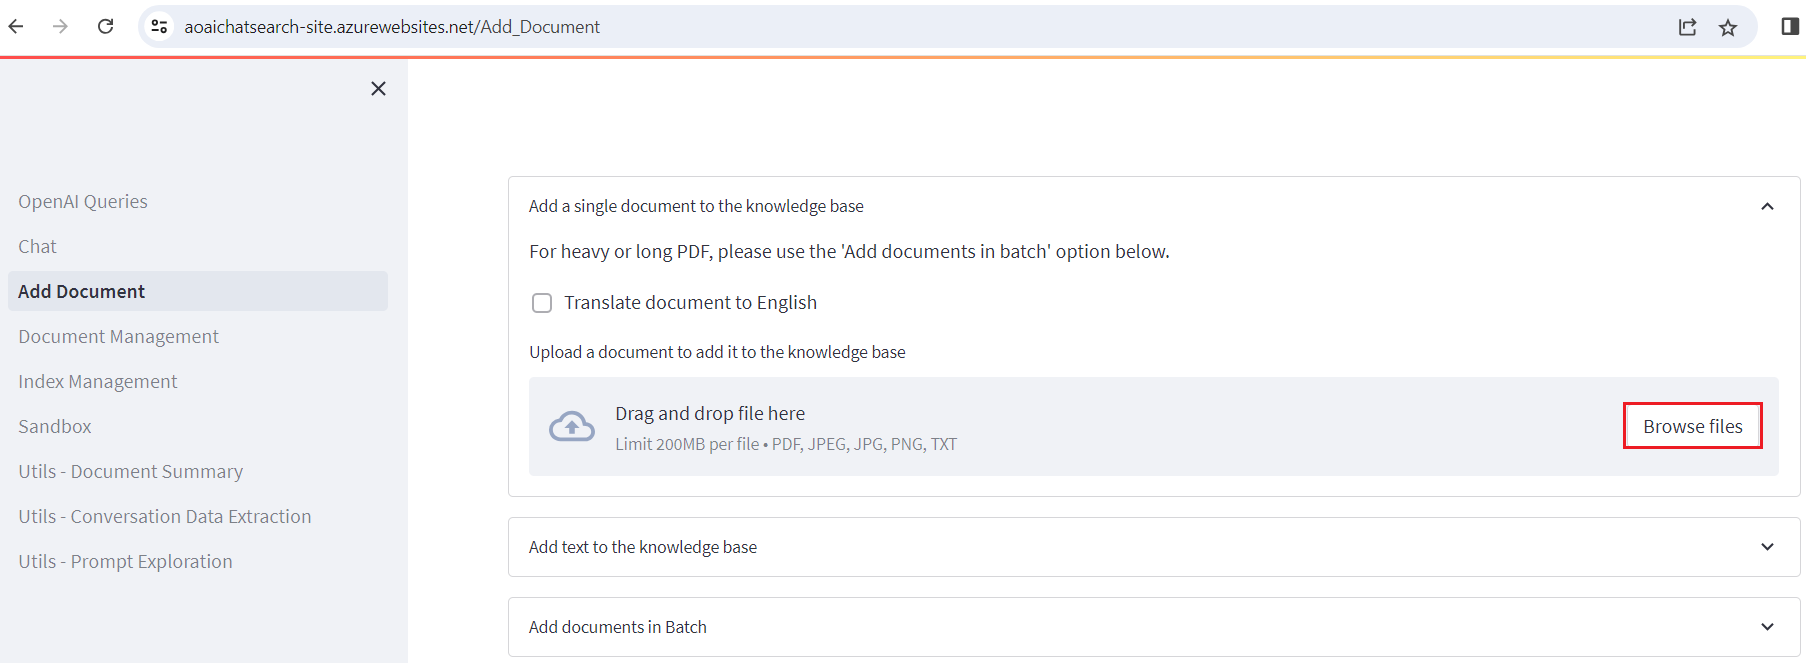 aoaichatsearch-site.azurewebsites.net/Add_Document
OpenAI Queries
Chat
Add Document
Document Management
Index Management
Sandbox
Utils - Document Summary
Utils - Conversation Data Extraction
Utils - Prompt Exploration
Add a single document to the knowledge base
For heavy or long PDF, please use the 'Add documents in batch' option below.
Translate document to English
Upload a document to add it to the knowledge base
Drag and drop file here
Limit 200MB per file • PDF, JPEG, JPG, PNG, TXT
Browse files
Add text to the knowledge base
Add documents in Batch